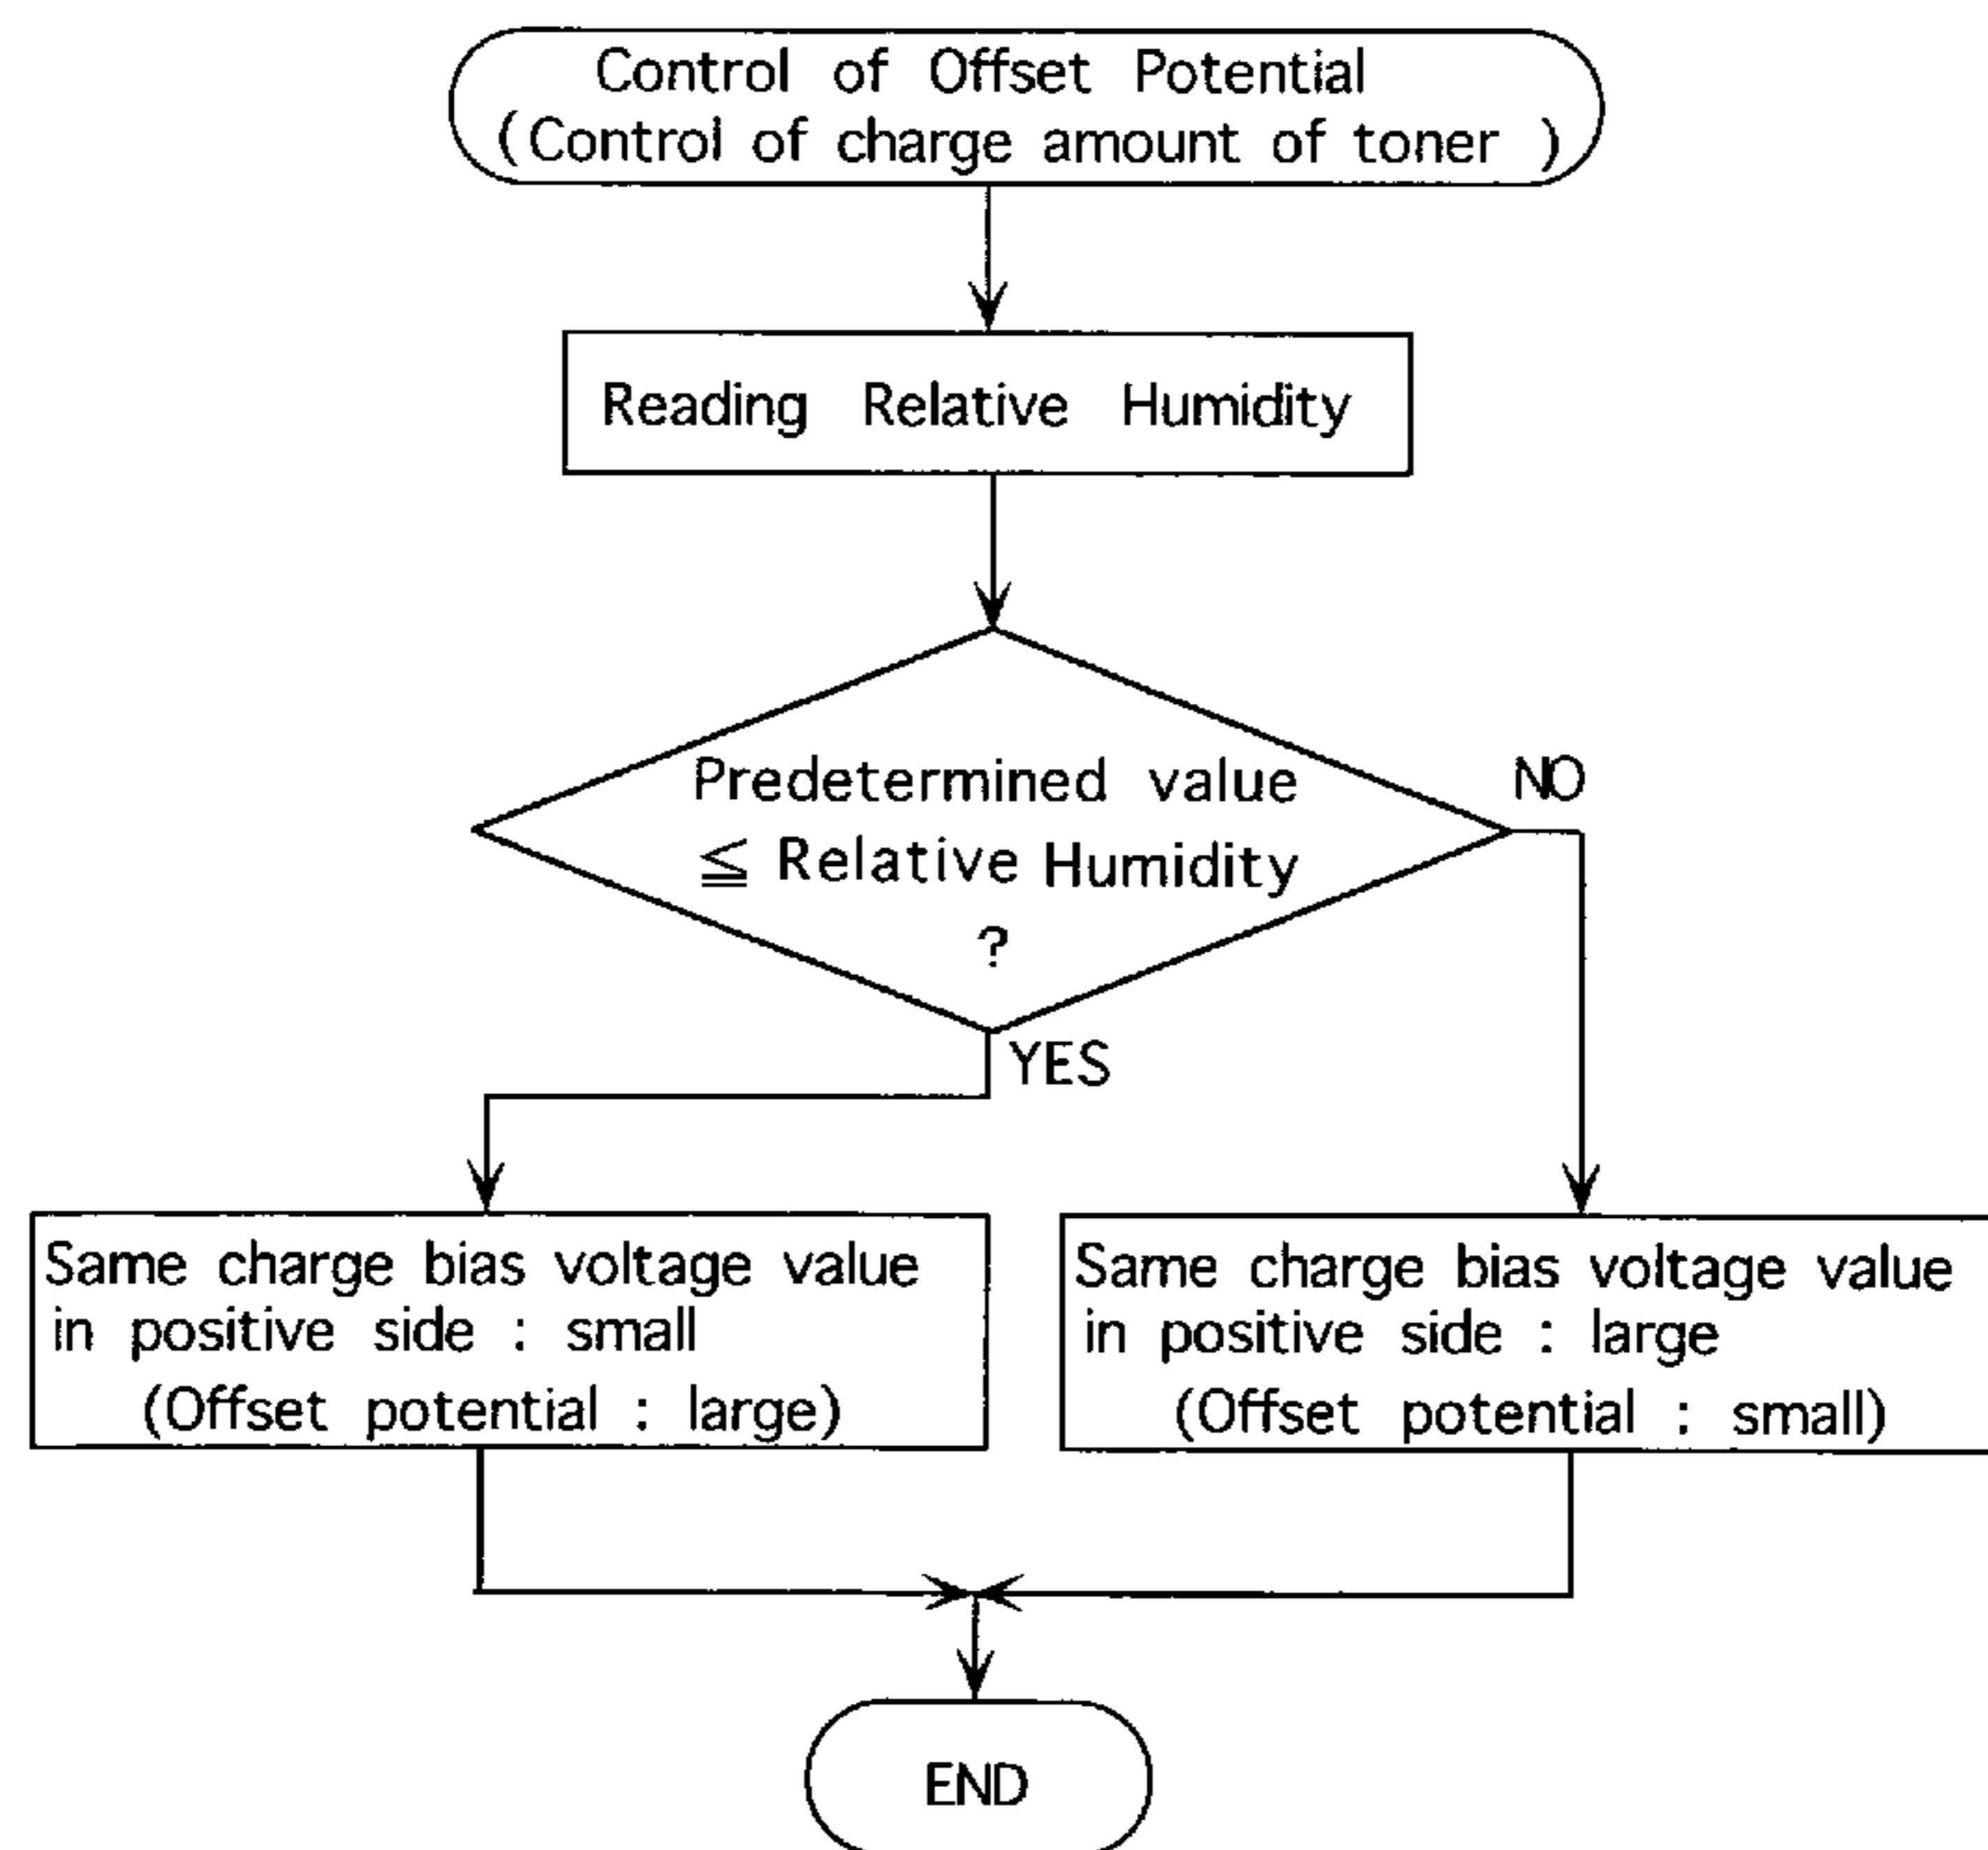 Control of Offset Potential
(Control of charge amount of toner )
Reading Relative Humidity
Predetermined value
≦ Relative Humidity
?
NO
YES
Same charge bias voltage value
in positive side : small
(Offset potential : large)
Same charge bias voltage value
in positive side : large
(Offset potential : small)
END